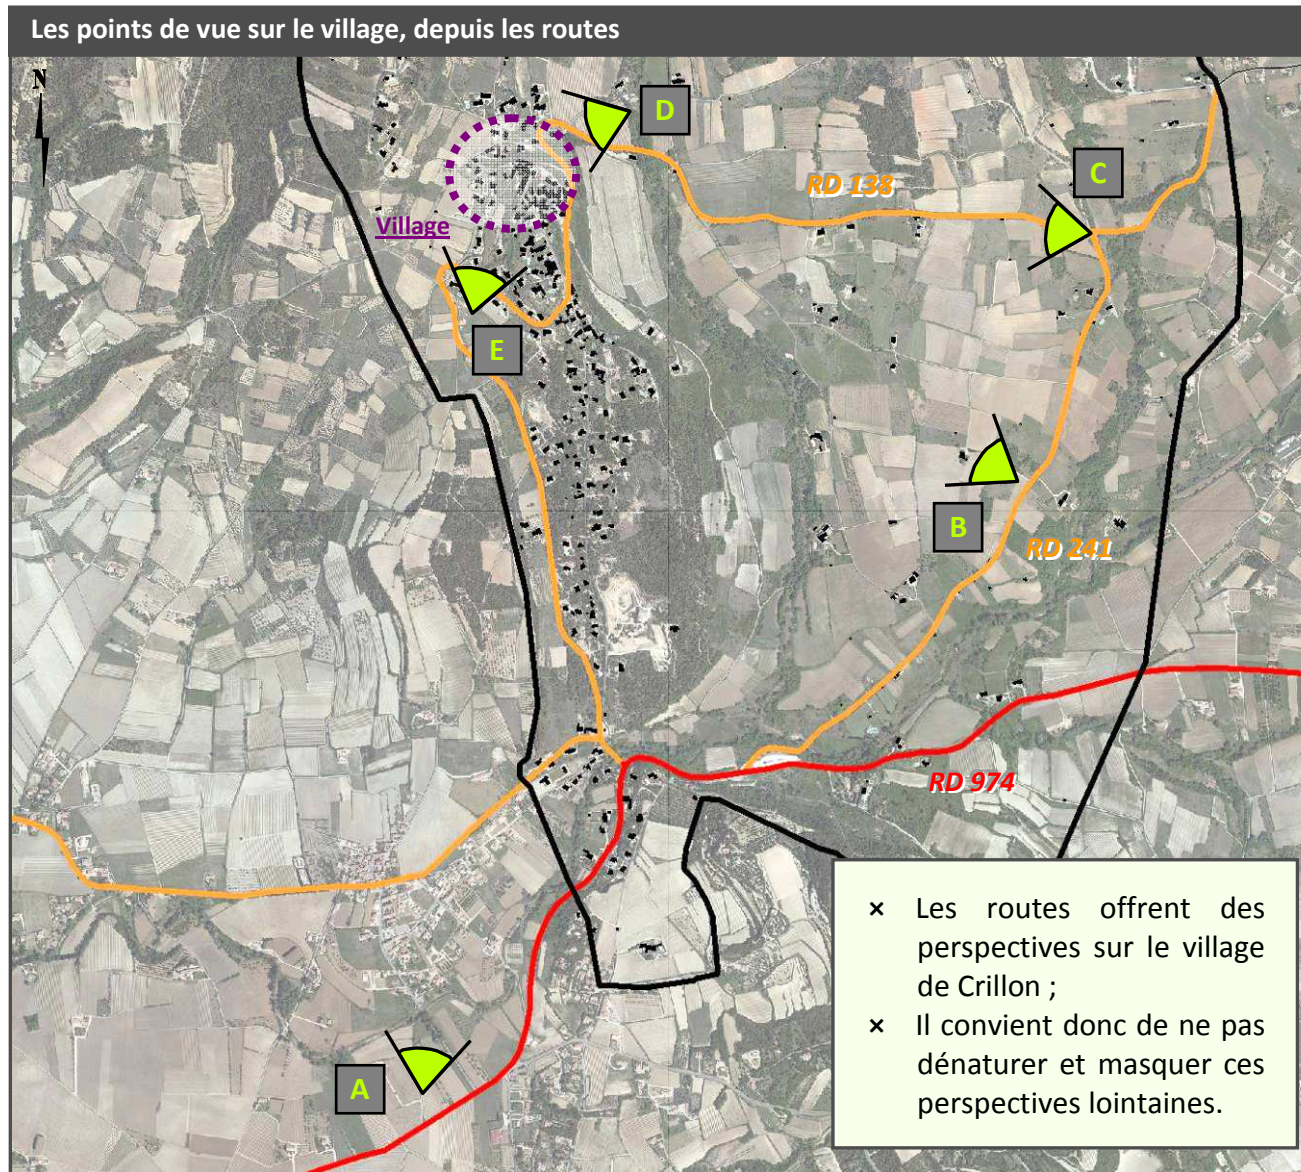 Les points de vue sur le village, depuis les routes
N
D
C
RD 138
Village
E
B
RD 241
RD 974
A
× Les routes offrent des
perspectives sur le village
de Crillon ;
× Il convient donc de ne pas
dénaturer et masquer ces
perspectives lointaines.